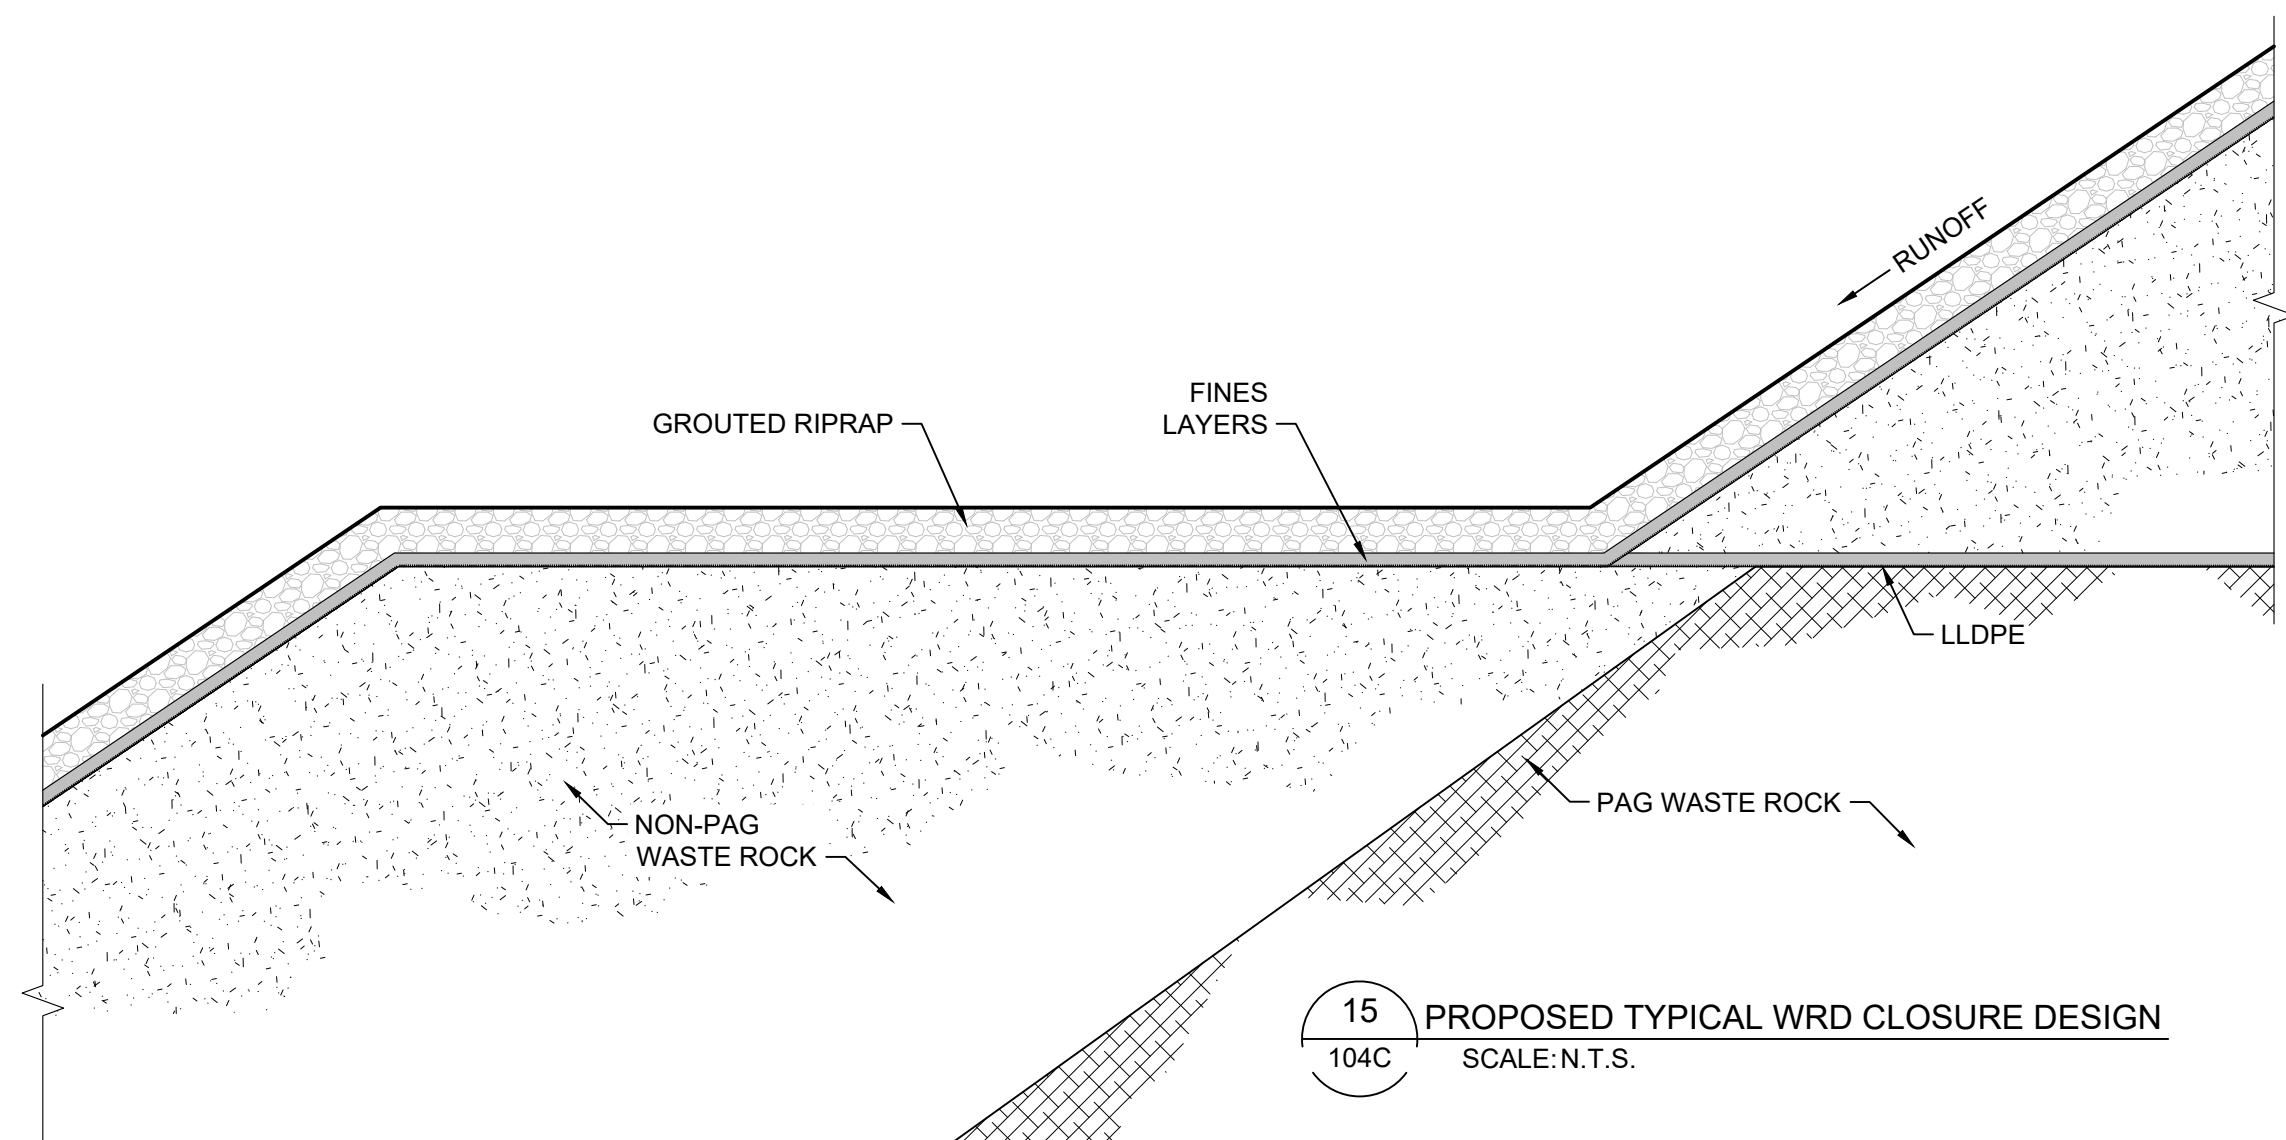 RUNOFF
FINES
LAYERS
GROUTED RIPRAP
LLDPE
PAG WASTE ROCK
NON-PAG
WASTE ROCK
15
PROPOSED TYPICAL WRD CLOSURE DESIGN
104C
SCALE: N.T.S.